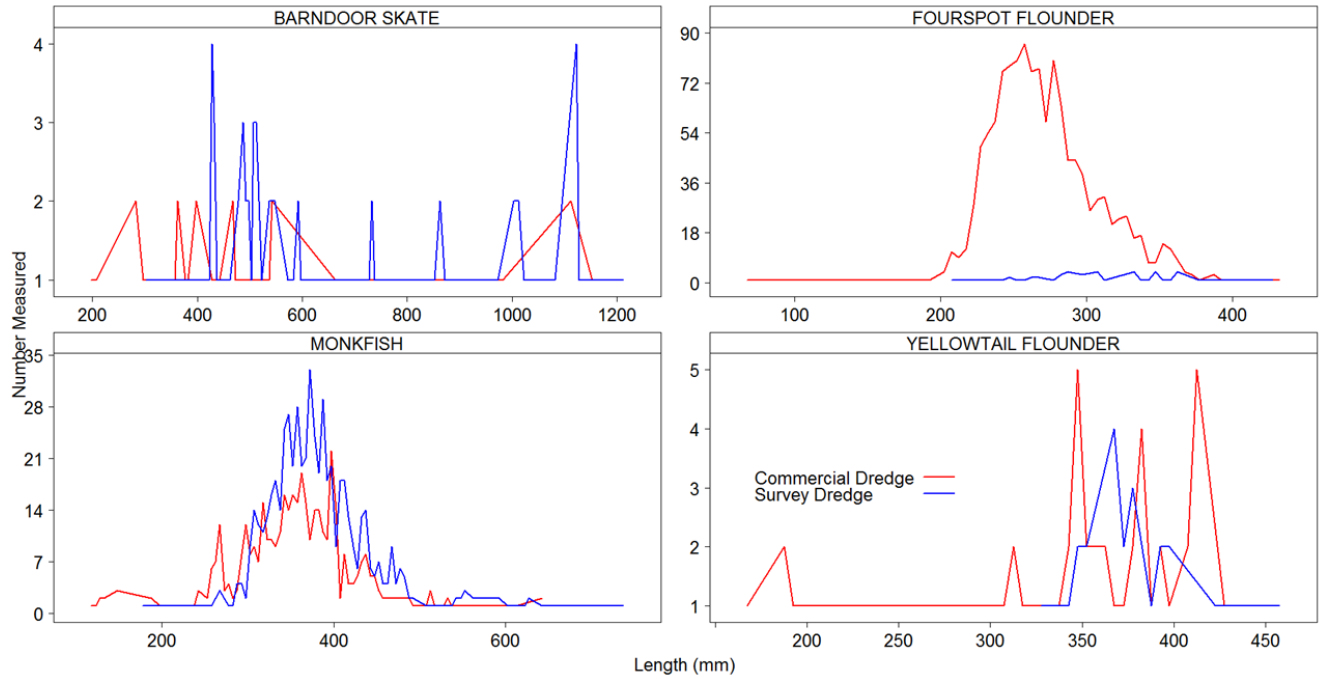 BARNDOOR SKATE
4
3
2
1
200 400 600 800 1000 1200
FOURSPOT FLOUNDER
90
72
54
36
18
0
100 200 300 400
Number Measured
MONKFISH
35
28
21
14
7
0
200 400 600
YELLOWTAIL FLOUNDER
5
4
3
2
1
Commercial Dredge
Survey Dredge
200 250 300 350 400 450
Length (mm)